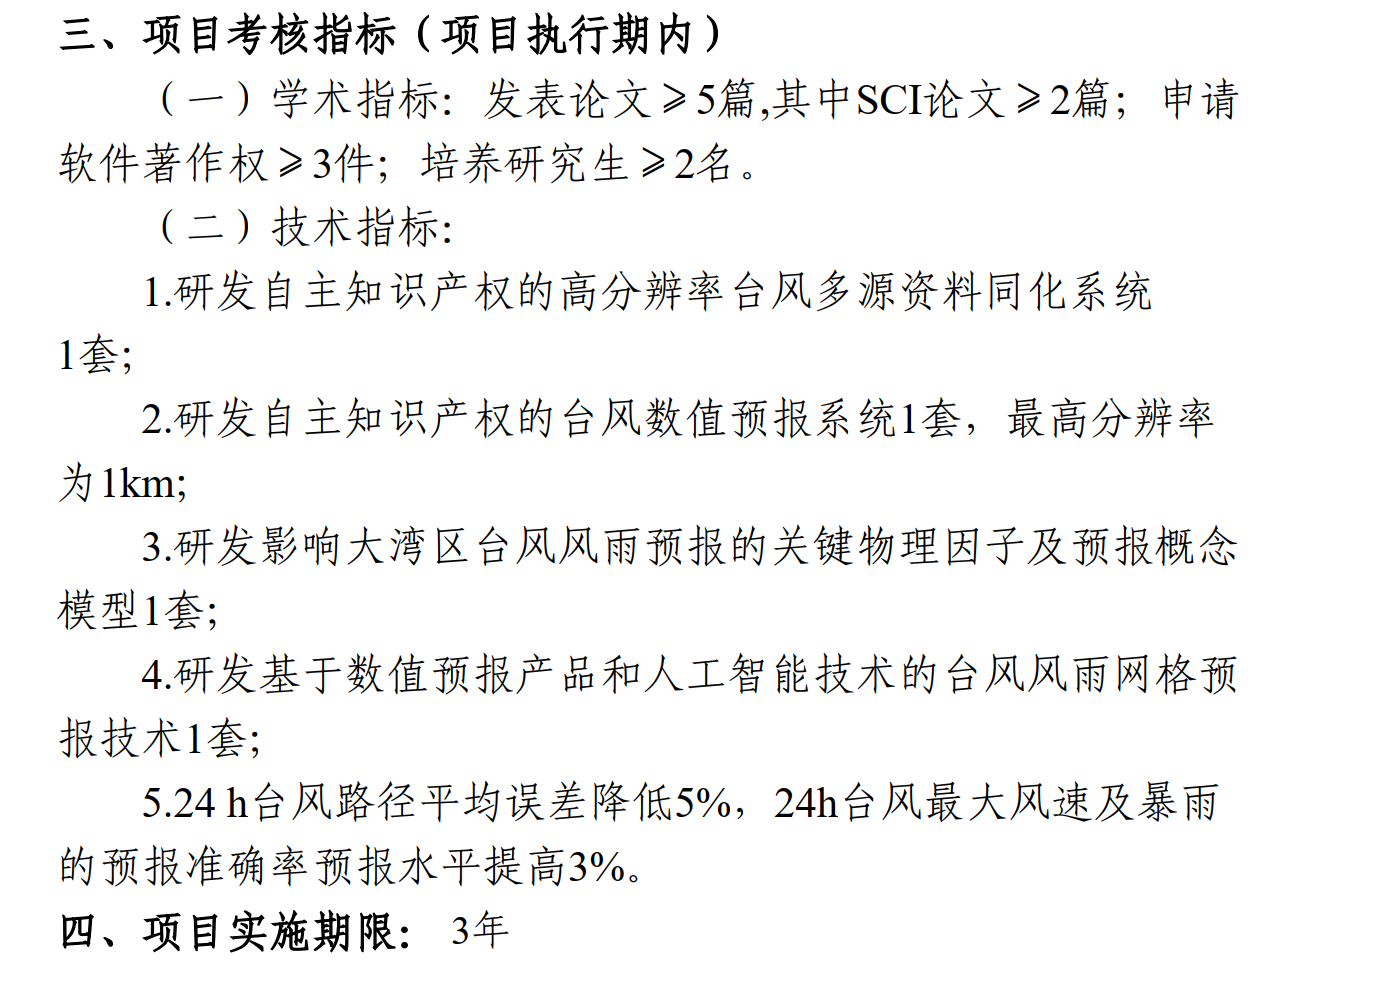 三、项目考核指标（项目执行期内）
（一）学术指标：发表论文≥5篇,其中SCI论文≥2篇；申请
软件著作权≥3件；培养研究生≥2名。
（二）技术指标：
1.研发自主知识产权的高分辨率台风多源资料同化系统
1套；
2.研发自主知识产权的台风数值预报系统1套，最高分辨率
为1km;
3.研发影响大湾区台风风雨预报的关键物理因子及预报概念
模型1套；
4.研发基于数值预报产品和人工智能技术的台风风雨网格预
报技术1套；
5.24 h台风路径平均误差降低5%，24h台风最大风速及暴雨
的预报准确率预报水平提高3%。
四、项目实施期限： 3年